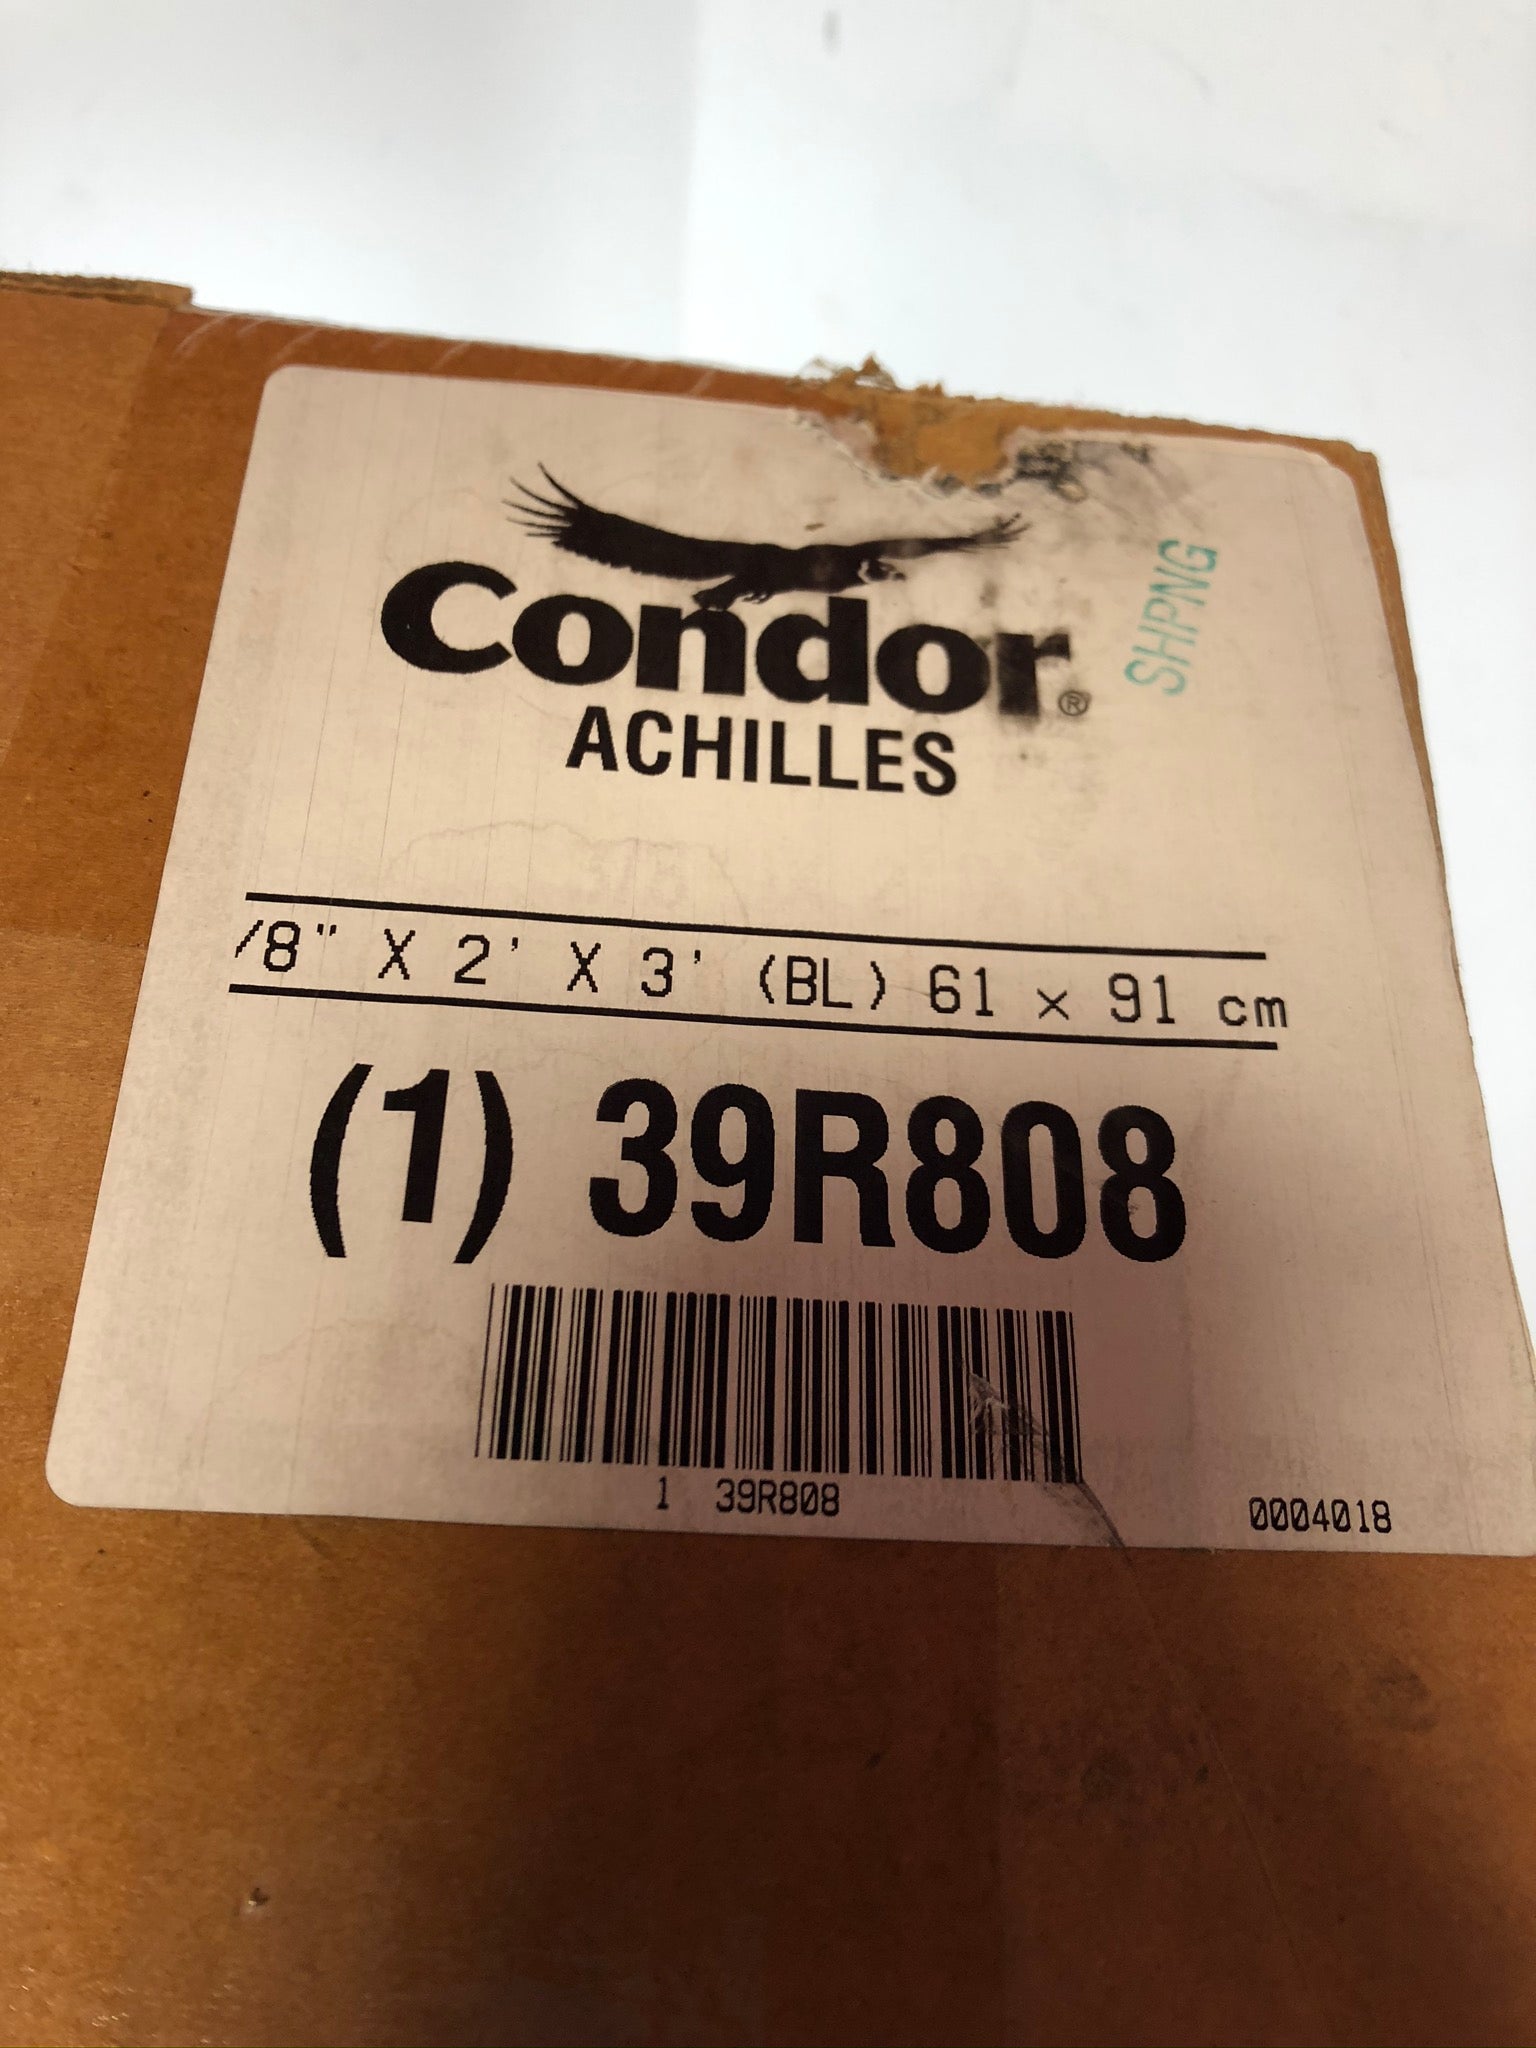 Condor®
ACHILLES
SHPNG
/8" X 2' X 3' (BL) 61 x 91 cm
(1) 39R808
1 39R808
0004018